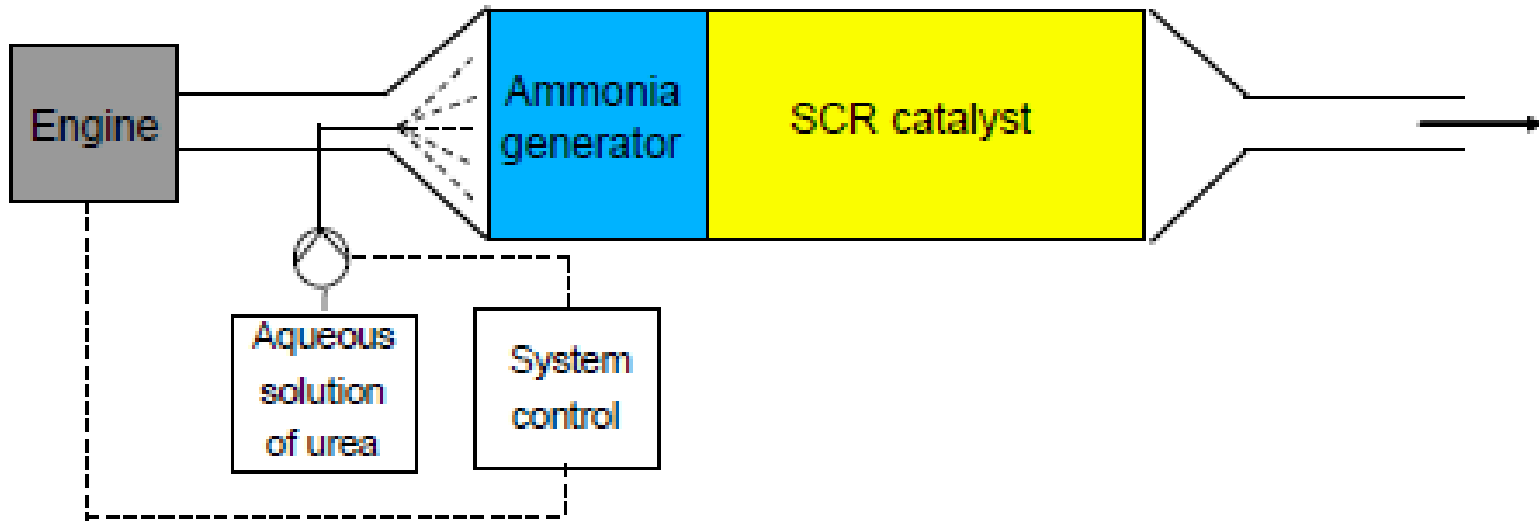 Engine
Ammonia
generator
SCR catalyst
Aqueous
solution
of urea
System
control